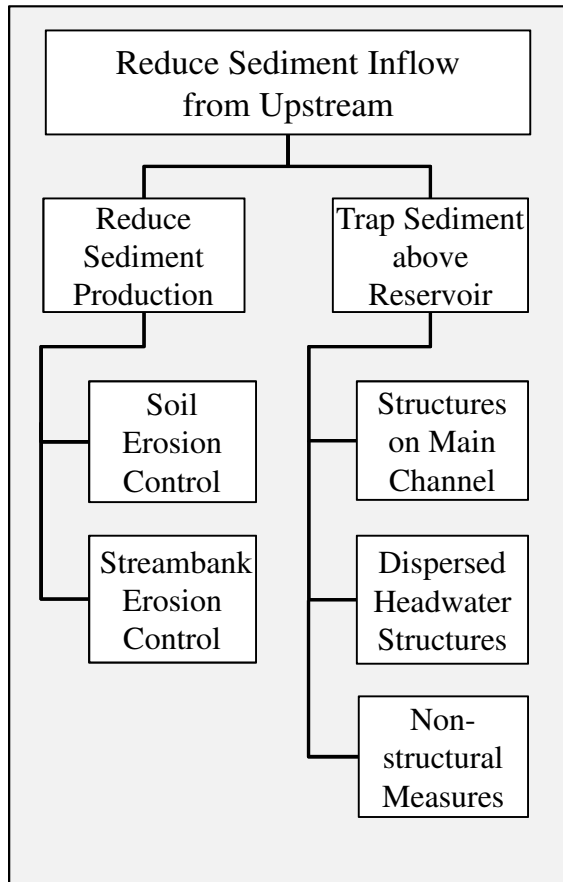 Reduce Sediment Inflow
from Upstream
Reduce
Sediment
Production
Trap Sediment
above
Reservoir
Soil
Erosion
Control
Streambank
Erosion
Control
Structures
on Main
Channel
Dispersed
Headwater
Structures
Non-
structural
Measures